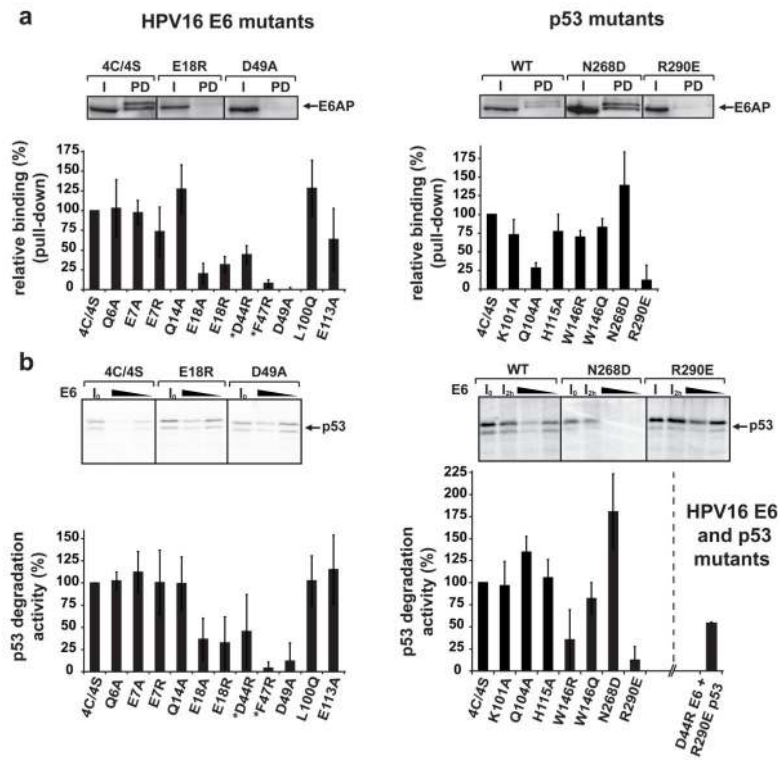 a
HPV16 E6 mutants
p53 mutants
4C/4S E18R D49A
I PD I PD I PD
E6AP
WT N268D R290E
I PD I PD I PD
E6AP
relative binding (%)
(pull-down)
175
150
125
100
75
50
25
4C/4S
Q6A
E7A
E7R
Q14A
E18A
E18R
*D44R
*F47R
D49A
L100Q
E113A
relative binding (%)
(pull-down)
175
150
125
100
75
50
25
4C/4S
K101A
Q104A
H115A
W146R
W146Q
N268D
R290E
b
4C/4S E18R D49A
E6 I0 I0 I0
p53
WT N268D R290E
E6 I0 I2h I0 I2h I I2h
p53
p53 degradation
activity (%)
150
125
100
75
50
25
0
4C/4S
Q6A
E7A
E7R
Q14A
E18A
E18R
*D44R
*F47R
D49A
L100Q
E113A
p53 degradation
activity (%)
225
200
175
150
125
100
75
50
25
0
4C/4S
K101A
Q104A
H115A
W146R
W146Q
N268D
R290E
HPV16 E6
and p53
mutants
D44R E6 +
R290E p53